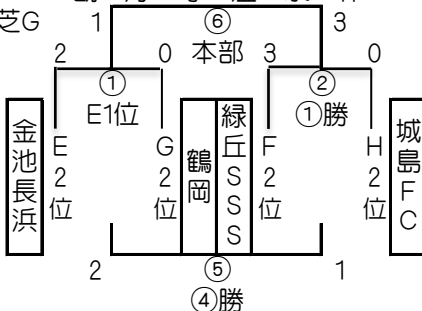 芝G 1 ⑥ 3
2 0 本部 3 0
① ②
E1位 ①勝
金池長浜
E2位
G2位
鶴岡
緑丘SSS
F2位
H2位
城島FC
2 ⑤ 1
④勝